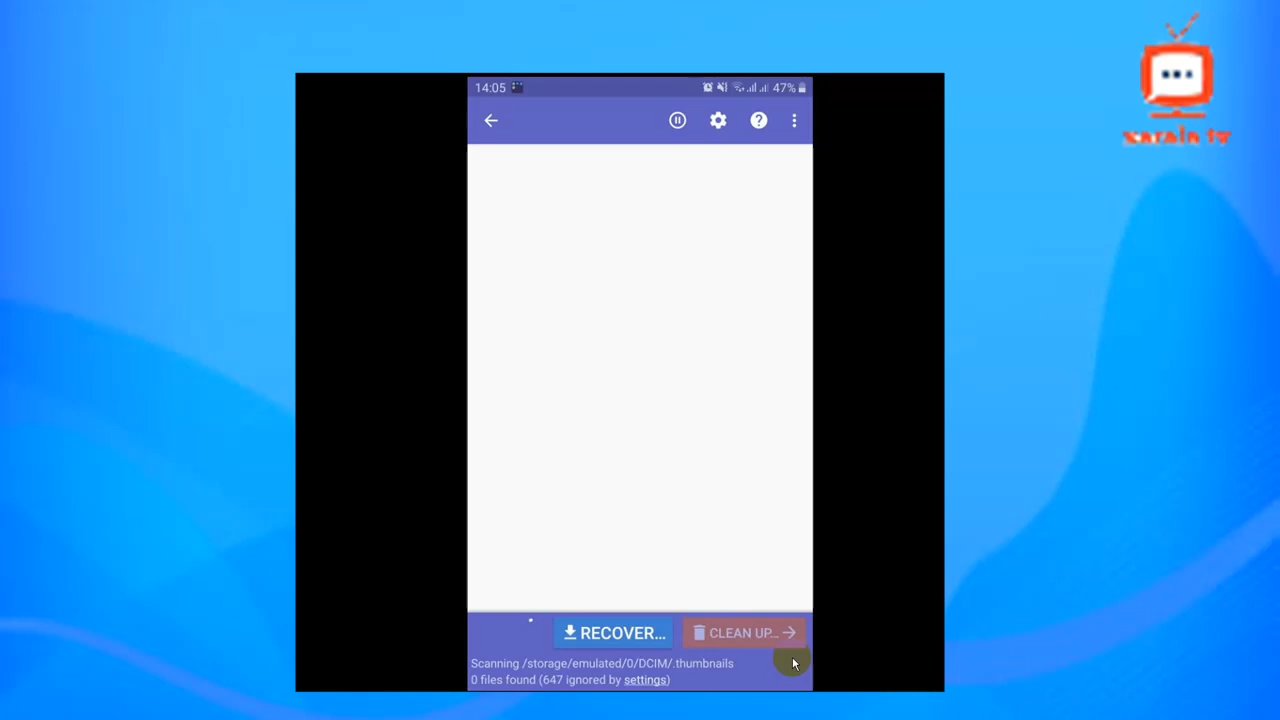 14:05 47%
RECOVER... CLEAN UP...
Scanning /storage/emulated/0/DCIM/.thumbnails
0 files found (647 ignored by settings)